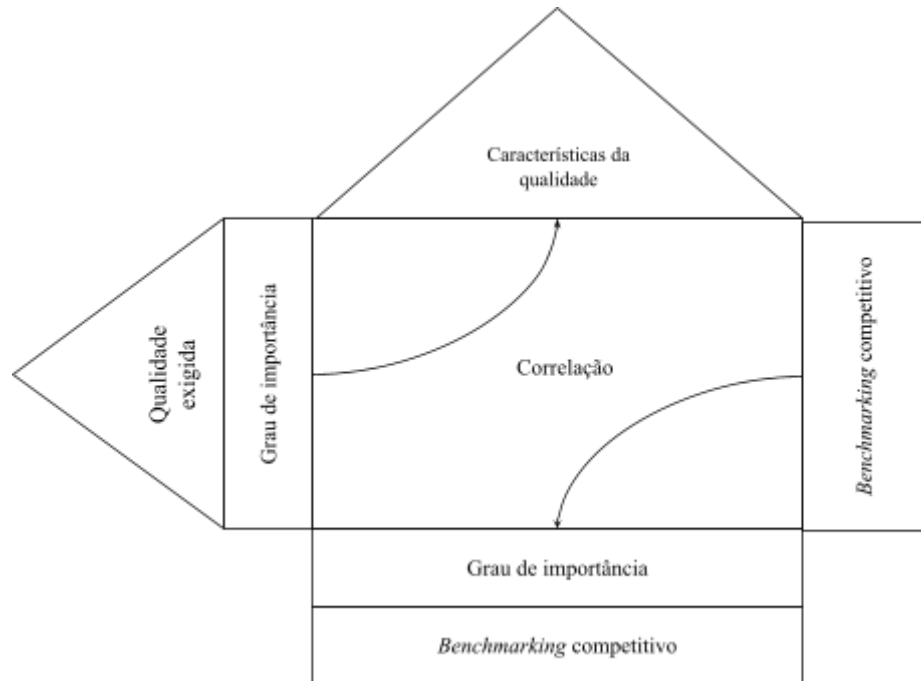 Características da
qualidade
Qualidade
exigida
Grau de importância
Correlação
Benchmarking competitivo
Grau de importância
Benchmarking competitivo